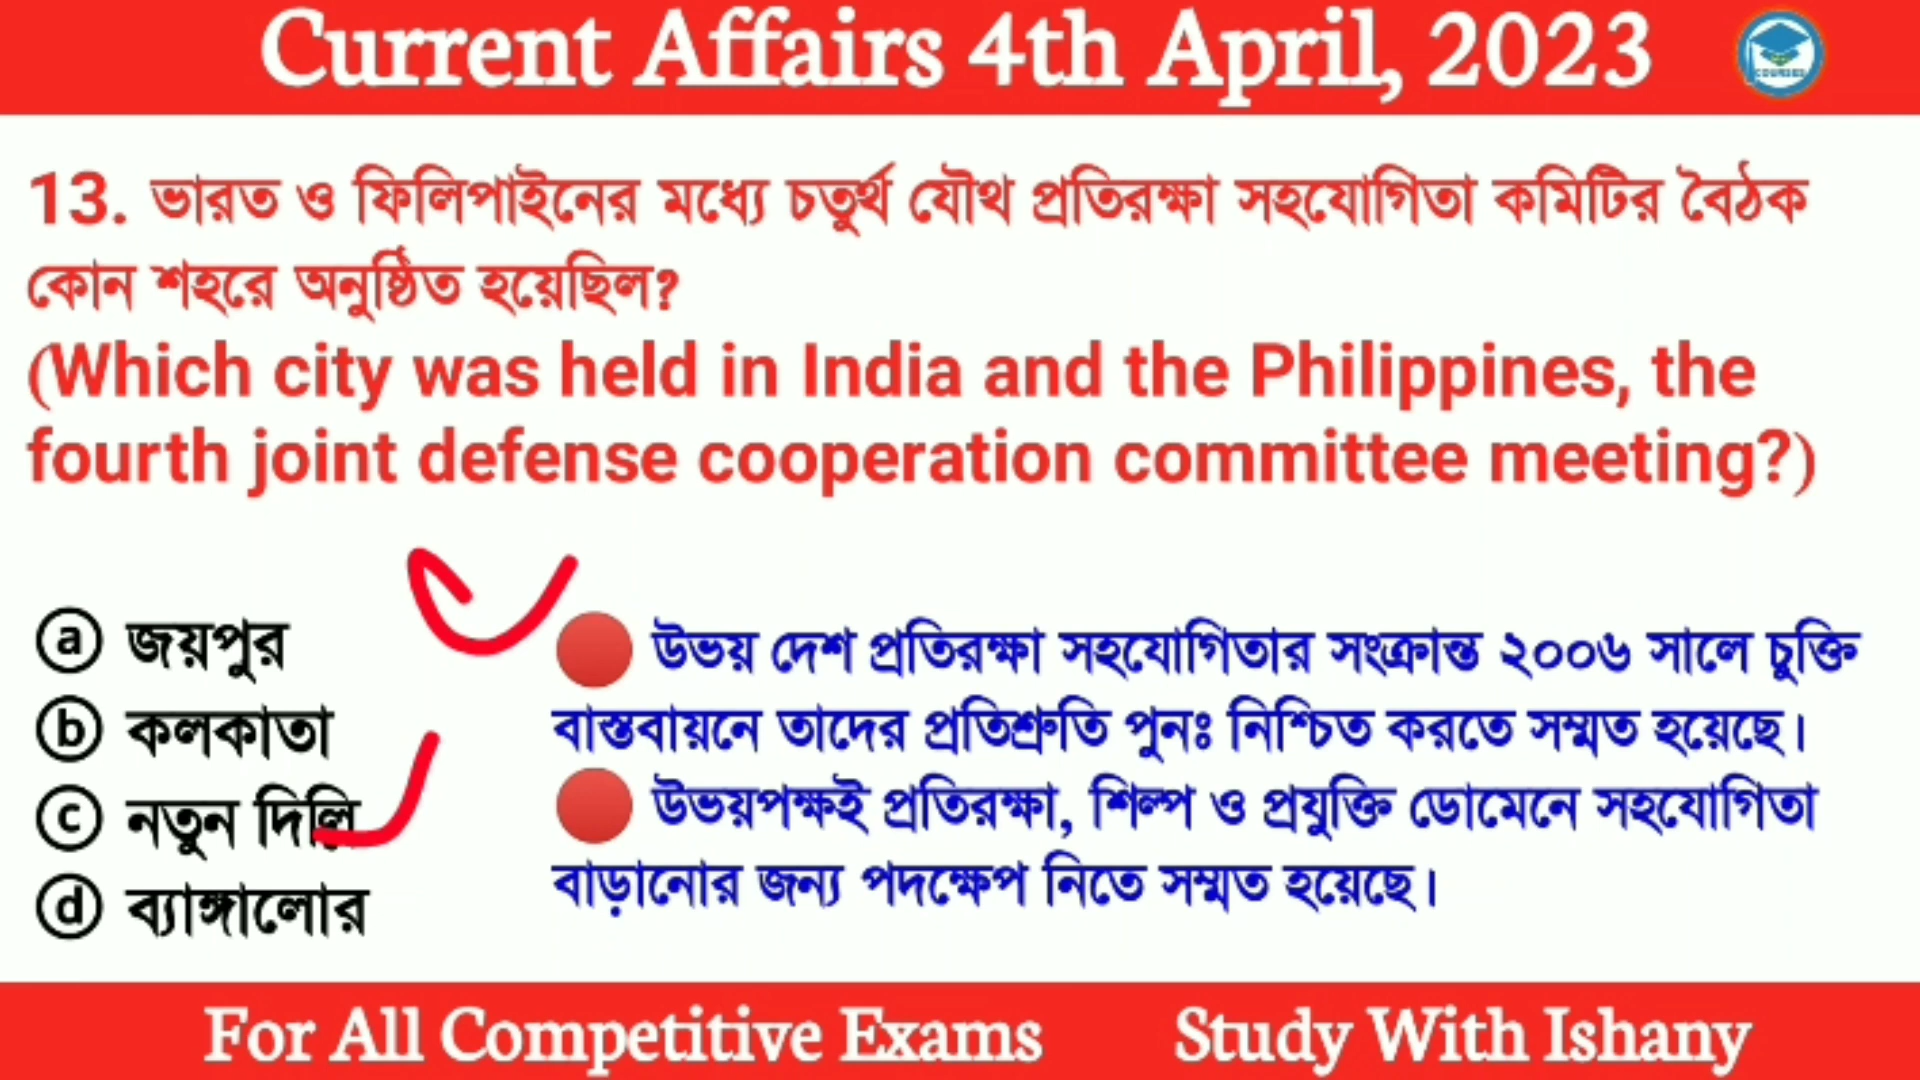 Current Affairs 4th April, 2023
COURSES
13. ভারত ও ফিলিপাইনের মধ্যে চতুর্থ যৌথ প্রতিরক্ষা সহযোগিতা কমিটির বৈঠক
কোন শহরে অনুষ্ঠিত হয়েছিল?
(Which city was held in India and the Philippines, the
fourth joint defense cooperation committee meeting?)
ⓐ জয়পুর
ⓑ কলকাতা
ⓒ নতুন দিল্লি
ⓓ ব্যাঙ্গালোর
উভয় দেশ প্রতিরক্ষা সহযোগিতার সংক্রান্ত ২০০৬ সালে চুক্তি
বাস্তবায়নে তাদের প্রতিশ্রুতি পুনঃ নিশ্চিত করতে সম্মত হয়েছে।
উভয়পক্ষই প্রতিরক্ষা, শিল্প ও প্রযুক্তি ডোমেনে সহযোগিতা
বাড়ানোর জন্য পদক্ষেপ নিতে সম্মত হয়েছে।
For All Competitive Exams
Study With Ishany